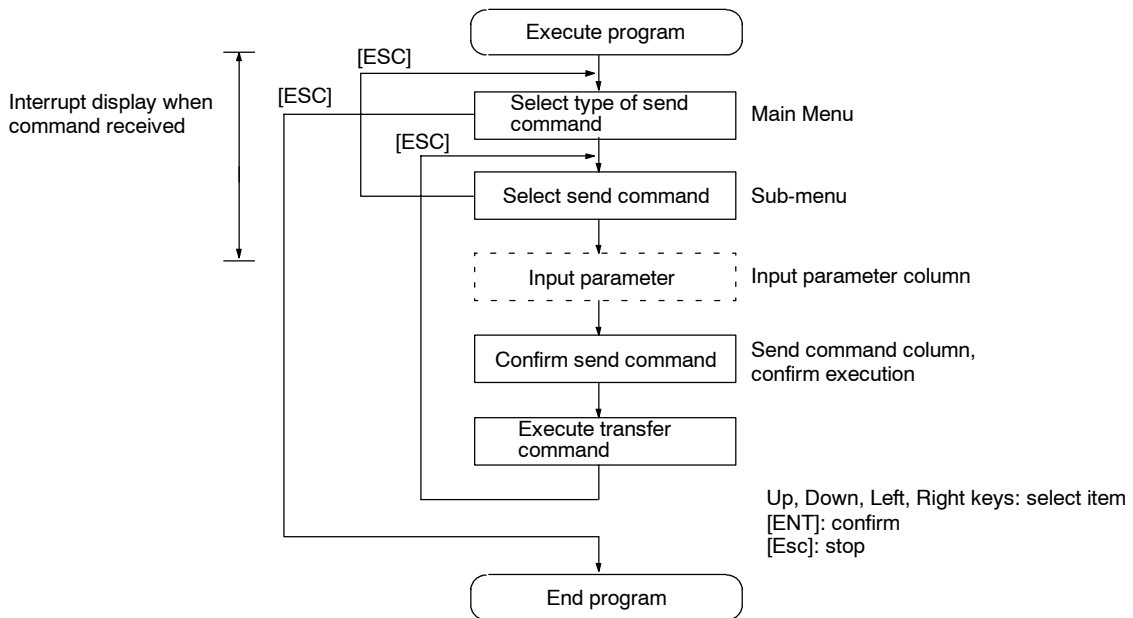 Execute program
[ESC]
Interrupt display when
command received
[ESC]
Select type of send
command
Main Menu
[ESC]
Select send command
Sub-menu
Input parameter
Input parameter column
Confirm send command
Send command column,
confirm execution
Execute transfer
command
Up, Down, Left, Right keys: select item
[ENT]: confirm
[Esc]: stop
End program